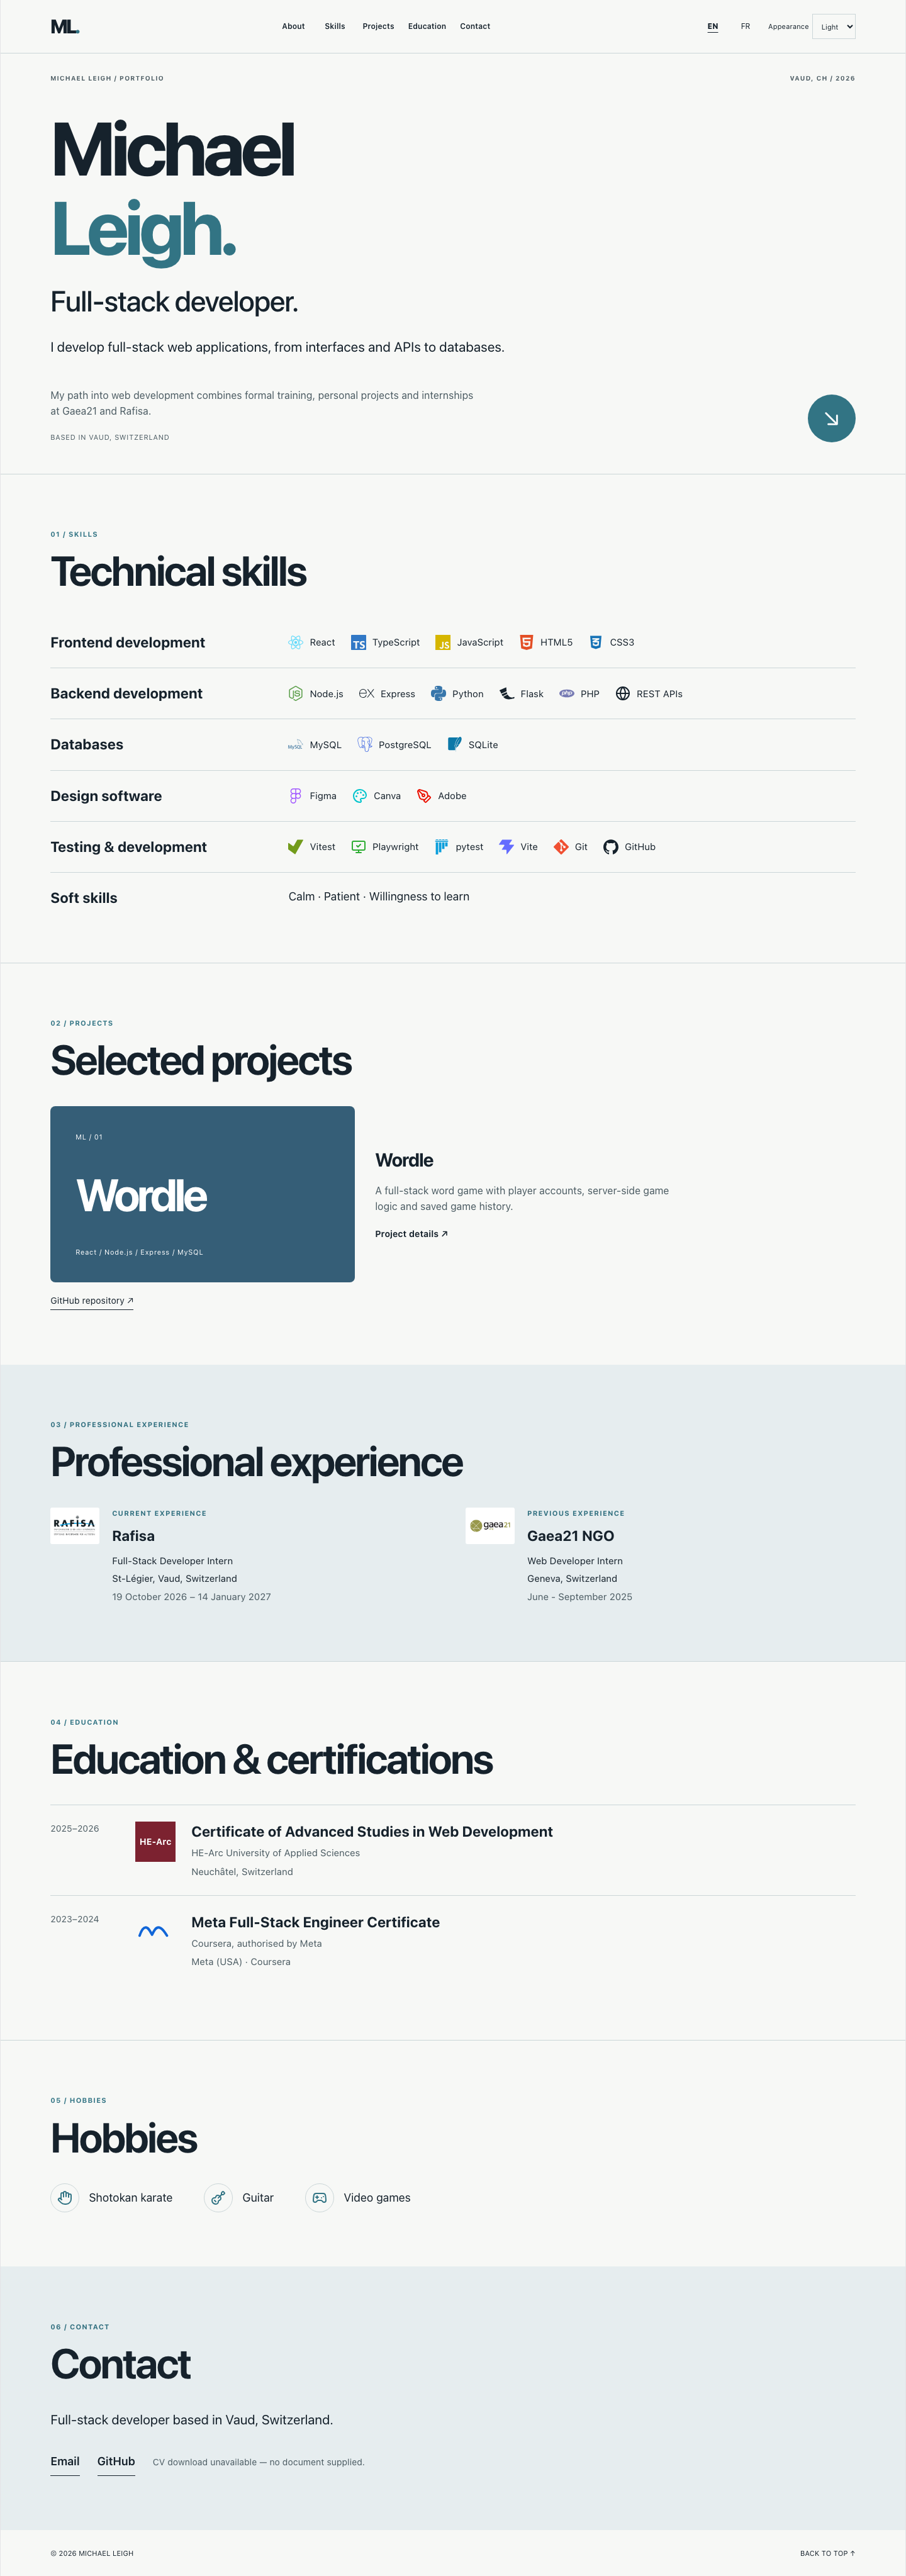 ML.
About Skills Projects Education Contact
EN FR Appearance Light
MICHAEL LEIGH / PORTFOLIO
VAUD, CH / 2026
Michael
Leigh.
Full-stack developer.
I develop full-stack web applications, from interfaces and APIs to databases.
My path into web development combines formal training, personal projects and internships
at Gaea21 and Rafisa.
BASED IN VAUD, SWITZERLAND
01 / SKILLS
Technical skills
Frontend development
React TS TypeScript JS JavaScript HTML5 CSS3
Backend development
Node.js ex Express Python Flask php PHP REST APIs
Databases
MySQL MySQL PostgreSQL SQLite
Design software
Figma Canva Adobe
Testing & development
Vitest Playwright pytest Vite Git GitHub
Soft skills
Calm · Patient · Willingness to learn
02 / PROJECTS
Selected projects
ML / 01
Wordle
React / Node.js / Express / MySQL
GitHub repository ↗
Wordle
A full-stack word game with player accounts, server-side game
logic and saved game history.
Project details ↗
03 / PROFESSIONAL EXPERIENCE
Professional experience
RAFISA
CURRENT EXPERIENCE
Rafisa
Full-Stack Developer Intern
St-Légier, Vaud, Switzerland
19 October 2026 – 14 January 2027
gaea21
PREVIOUS EXPERIENCE
Gaea21 NGO
Web Developer Intern
Geneva, Switzerland
June - September 2025
04 / EDUCATION
Education & certifications
2025–2026
HE-Arc
Certificate of Advanced Studies in Web Development
HE-Arc University of Applied Sciences
Neuchâtel, Switzerland
2023–2024
Meta Full-Stack Engineer Certificate
Coursera, authorised by Meta
Meta (USA) · Coursera
05 / HOBBIES
Hobbies
Shotokan karate Guitar Video games
06 / CONTACT
Contact
Full-stack developer based in Vaud, Switzerland.
Email GitHub CV download unavailable — no document supplied.
© 2026 MICHAEL LEIGH
BACK TO TOP ↑